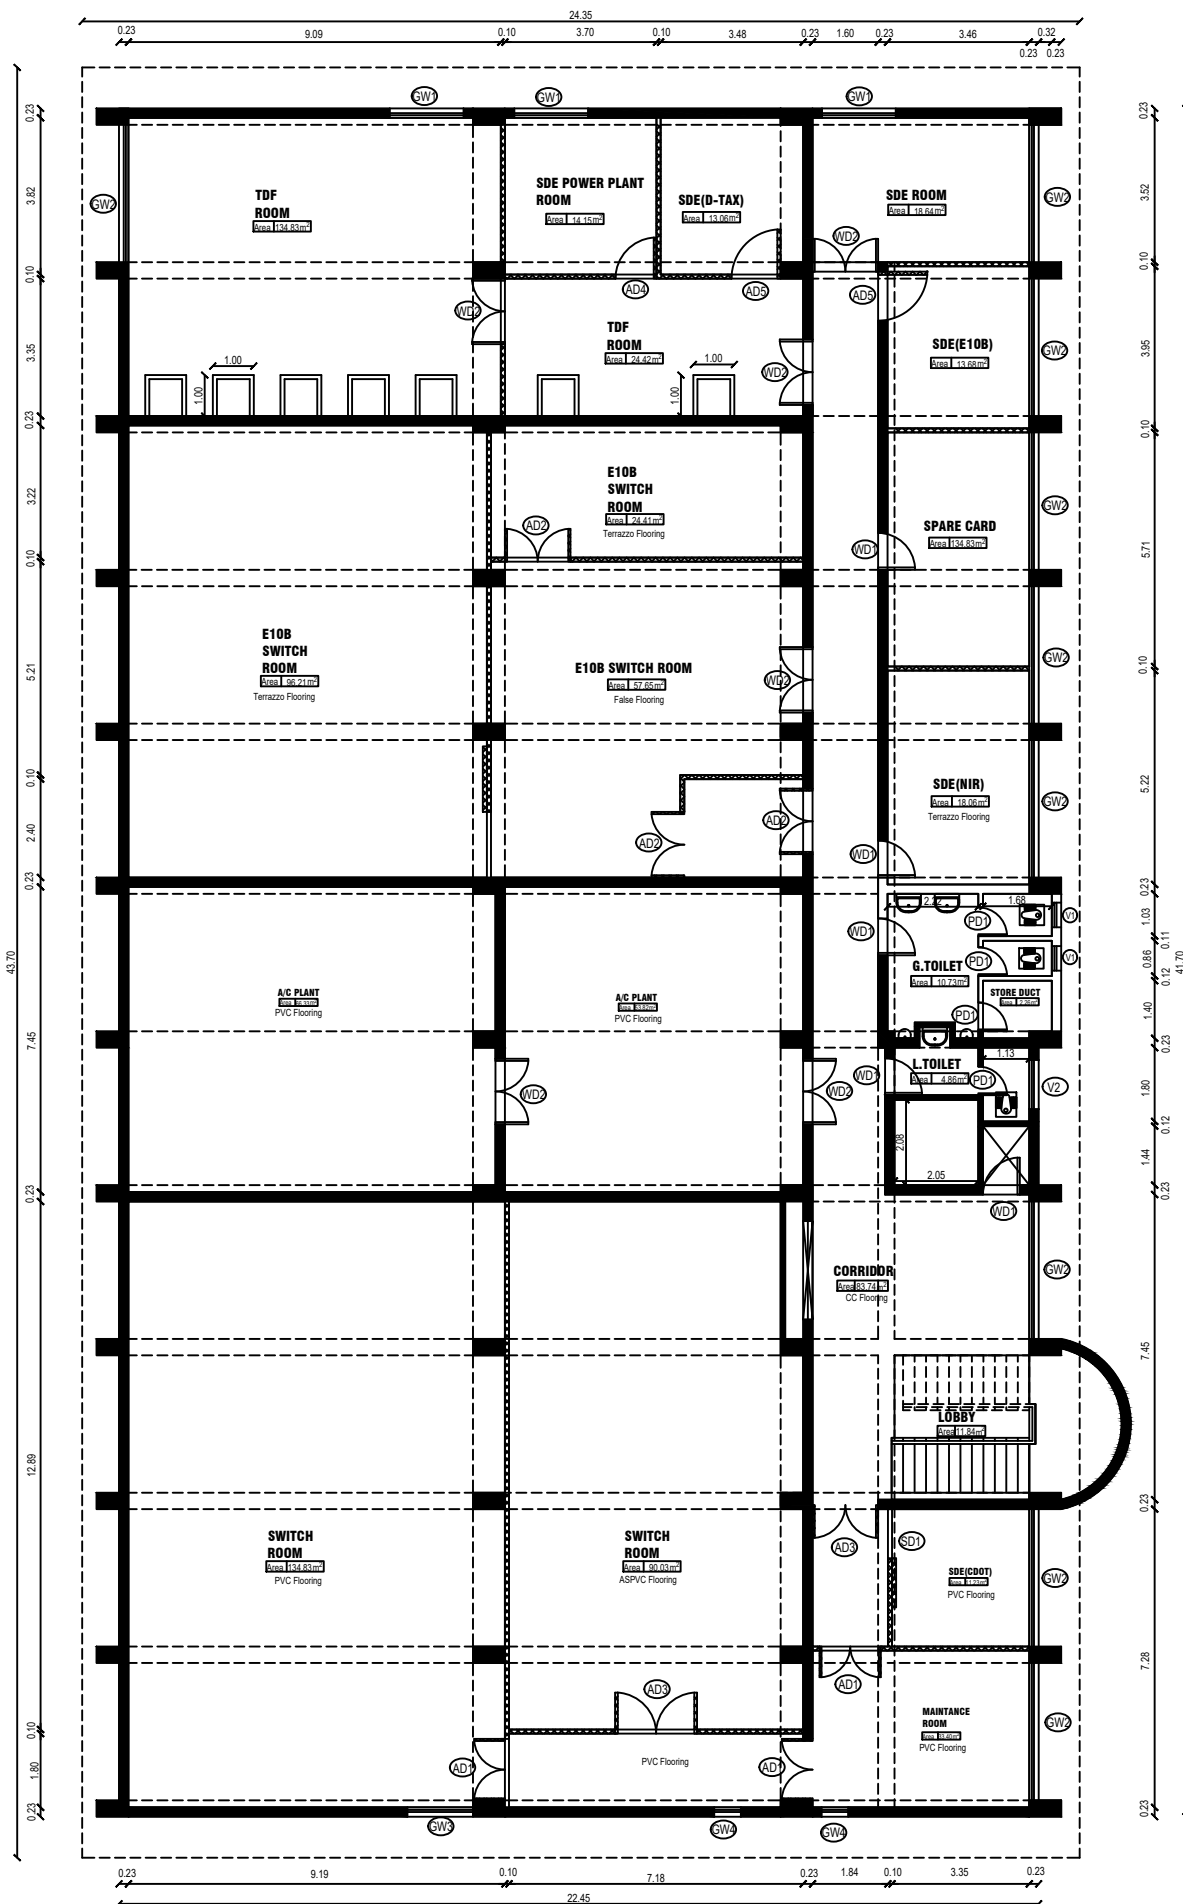 24.35
0.23 9.09 0.10 3.70 0.10 3.48 0.23 1.60 0.23 3.46 0.32
0.23 0.23
GW1 GW1 GW1
TDF
ROOM
Area 134.83m²
SDE POWER PLANT
ROOM
Area 14.15m²
SDE(D-TAX)
Area 13.06m²
SDE ROOM
Area 18.64m²
GW2 GW2
WD2
AD4 AD5 AD5
WD2
TDF
ROOM
Area 24.42m²
WD2
SDE(E10B)
Area 13.68m²
GW2
1.00 1.00
1.00 1.00
E10B
SWITCH
ROOM
Area 24.41m²
Terrazzo Flooring
AD2
SPARE CARD
Area 134.83m²
GW2
WD1
E10B
SWITCH
ROOM
Area 96.21m²
Terrazzo Flooring
E10B SWITCH ROOM
Area 57.65m²
False Flooring
WD2
GW2
SDE(NIR)
Area 18.06m²
Terrazzo Flooring
GW2
AD2 AD2
WD1
2.22 1.68
WD1 PD1 V1
G.TOILET
Area 10.73m²
PD1 V1
STORE DUCT
PD1
A/C PLANT
PVC Flooring
A/C PLANT
PVC Flooring
L.TOILET
Area 4.86m²
1.13
PD1
WD1
V2
WD2 WD2
2.08
2.05
WD1
CORRIDOR
Area 83.74m²
CC Flooring
GW2
LOBBY
Area 11.84m²
SWITCH
ROOM
Area 134.83m²
PVC Flooring
SWITCH
ROOM
Area 90.03m²
ASPVC Flooring
AD3
SD1
SDE(CDOT)
PVC Flooring
GW2
AD3
AD1
MAINTANCE
ROOM
PVC Flooring
GW2
PVC Flooring
AD1 AD1
GW3 GW4 GW4
0.23 9.19 0.10 7.18 0.23 1.84 0.10 3.35 0.23
22.45
43.70
0.23
3.82
0.10
3.35
0.23
3.22
0.10
5.21
0.10
2.40
0.23
7.45
0.23
12.89
0.10
1.80
0.23
0.23
3.52
0.10
3.95
0.10
5.71
0.10
5.22
0.23
1.03
0.11
0.86
0.12
1.40
0.23
1.80
0.12
1.44
0.23
7.45
0.23
7.28
0.23
41.70